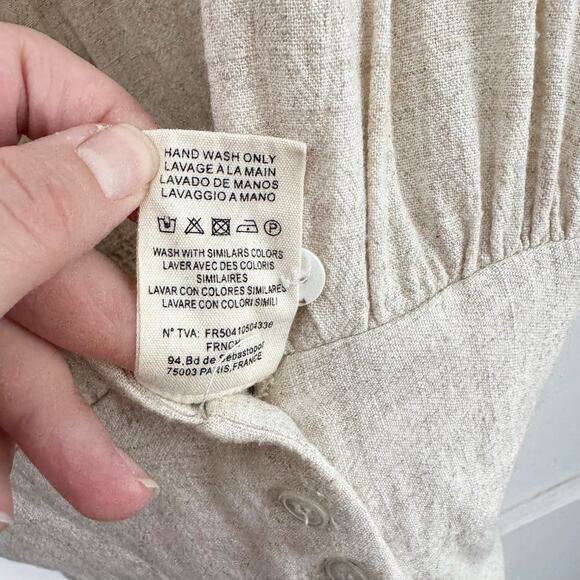 HAND WASH ONLY
LAVAGE À LA MAIN
LAVADO DE MANOS
LAVAGGIO A MANO
P
WASH WITH SIMILARS COLORS
LAVER AVEC DES COLORIS
SIMILAIRES
LAVAR CON COLORES SIMILARES
LAVARE CON COLORI SIMILI
N° TVA: FR50410504339
FRNCH
94,Bd de Sébastopol
75003 PARIS,FRANCE